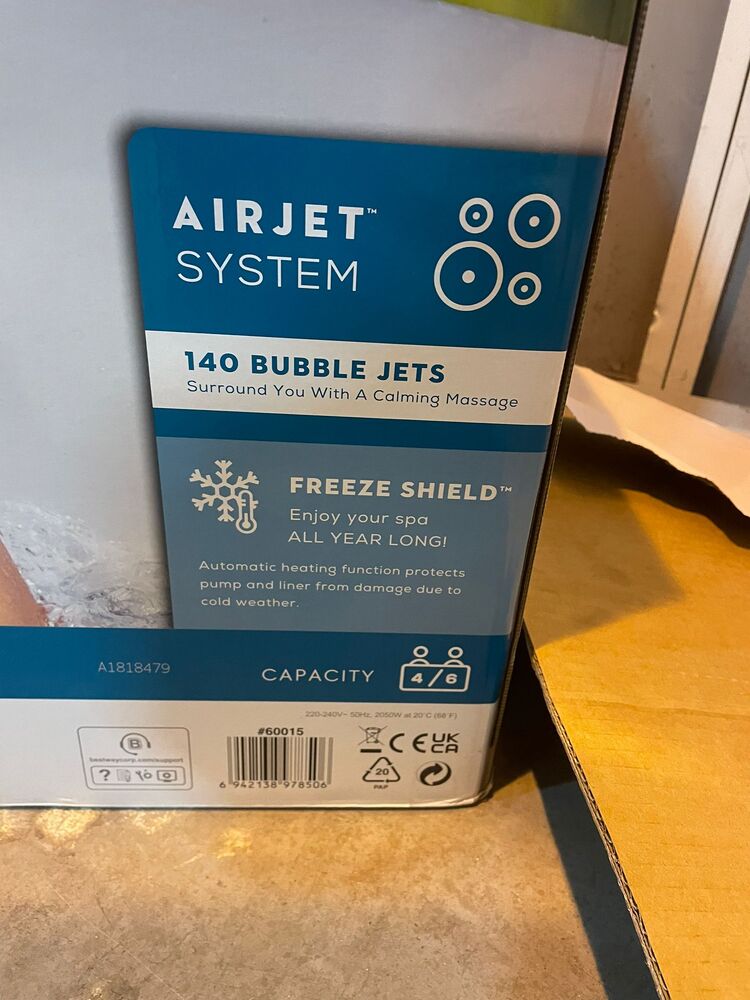 AIRJET™
SYSTEM
140 BUBBLE JETS
Surround You With A Calming Massage
FREEZE SHIELD™
Enjoy your spa
ALL YEAR LONG!
Automatic heating function protects
pump and liner from damage due to
cold weather.
A1818479
CAPACITY
4/6
220-240V~ 50Hz, 2050W at 20°C (68°F)
B
bestwaycorp.com/support
?
#60015
6 942138 978506
CE
UK
CA
20
PAP